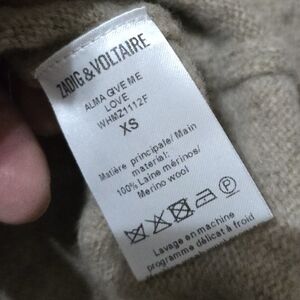 ZADIG & VOLTAIRE
ALMA GIVE ME
LOVE
WHMZ1112F
XS
Matière principale/ Main
material:
100% Laine mérinos/
Merino wool
P
Lavage en machine
programme délicat à froid